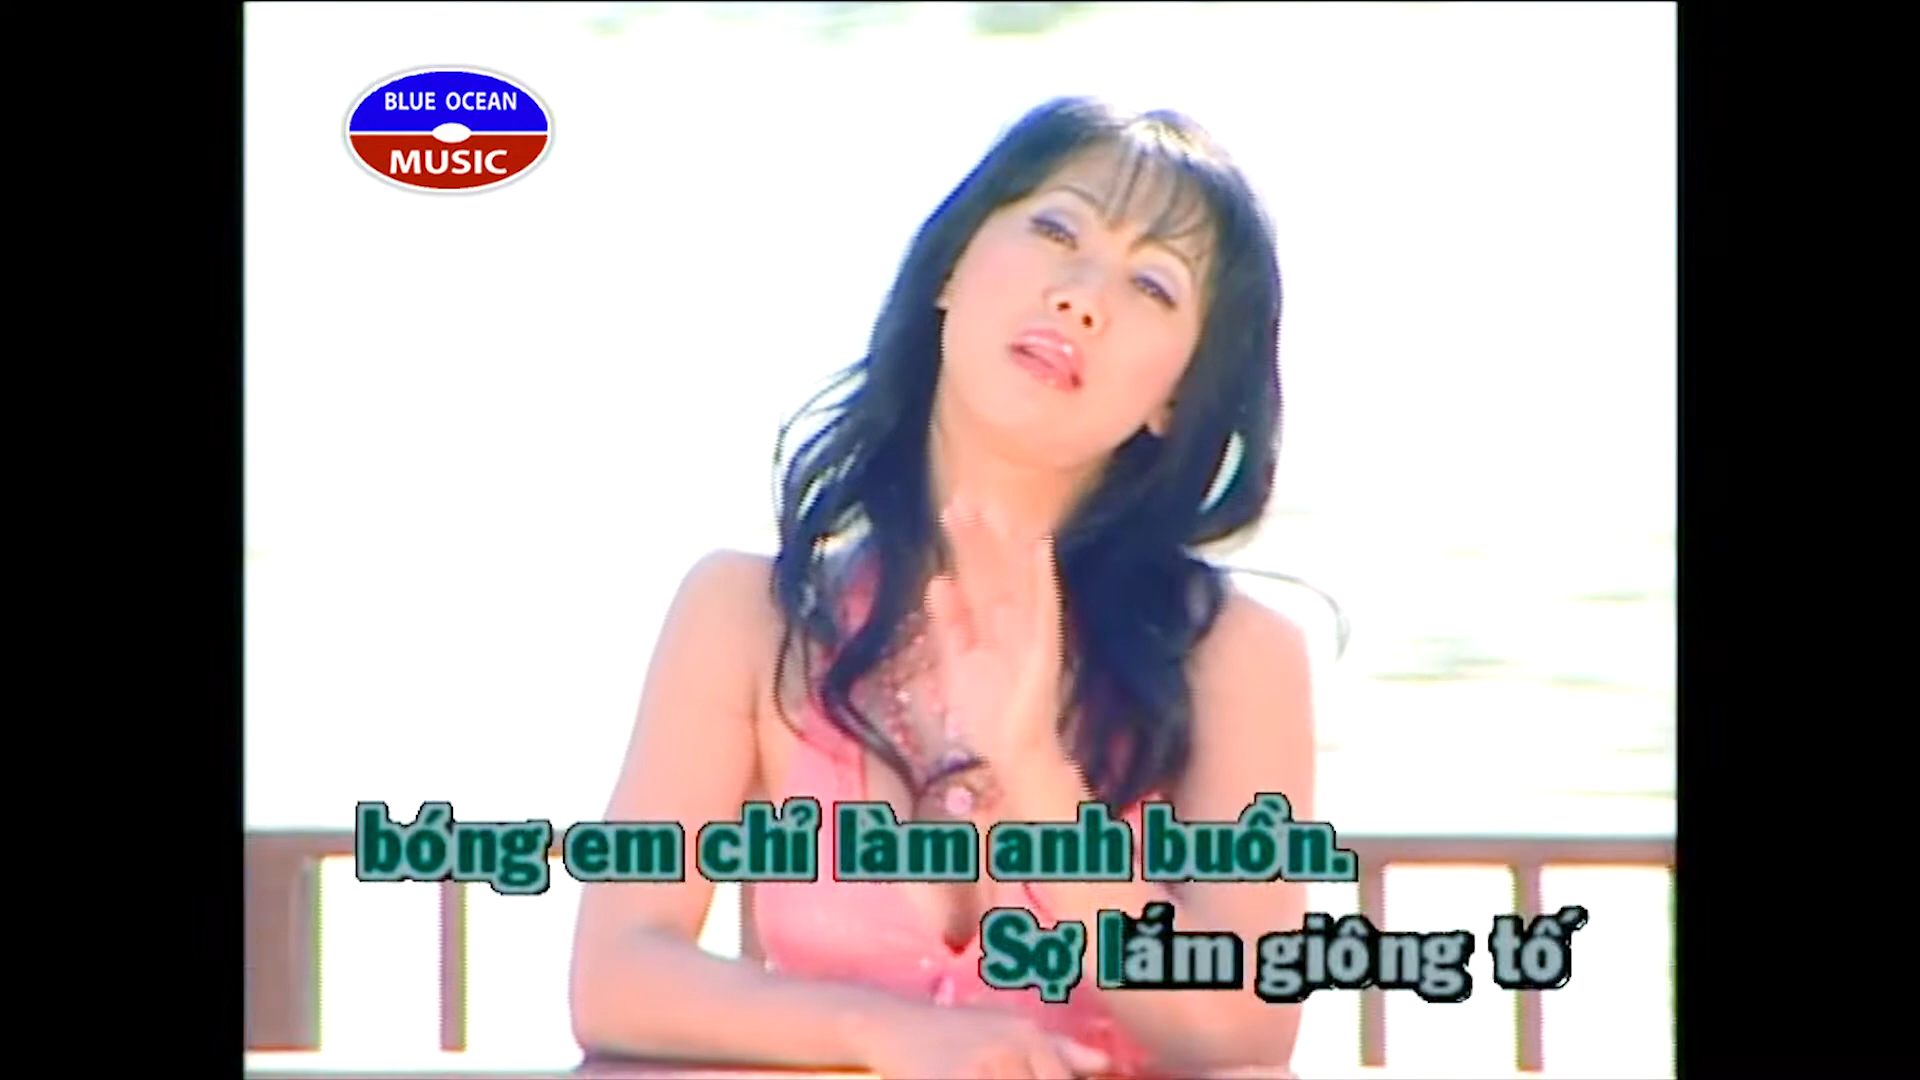 BLUE OCEAN
MUSIC
bóng em chỉ làm anh buồn.
Sợ lắm giông tố